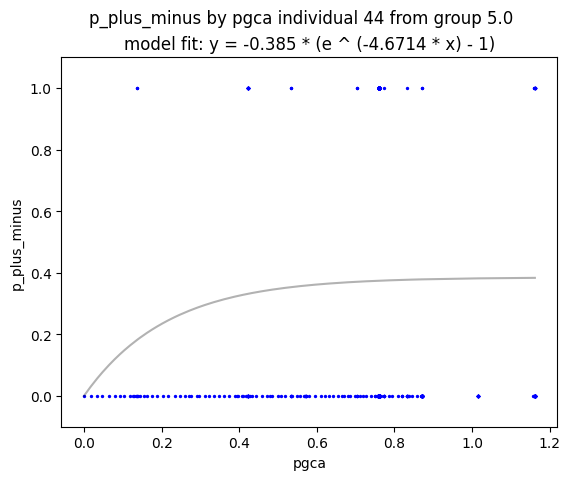 p_plus_minus by pgca individual 44 from group 5.0
model fit: y = -0.385 * (e ^ (-4.6714 * x) - 1)
1.0
0.8
0.6
0.4
0.2
0.0
p_plus_minus
0.0 0.2 0.4 0.6 0.8 1.0 1.2
pgca